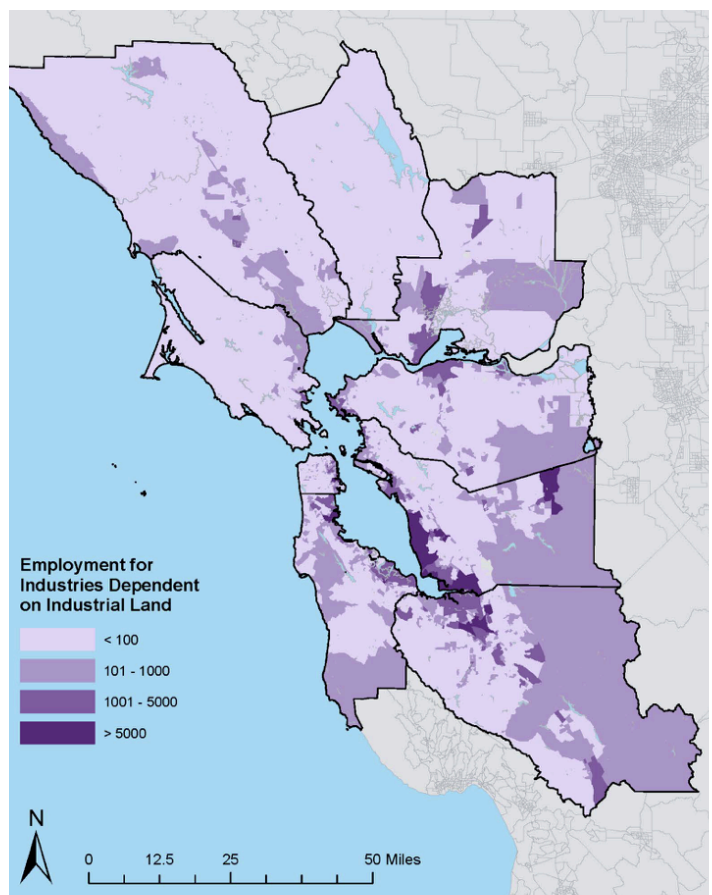 Employment for
Industries Dependent
on Industrial Land
< 100
101 - 1000
1001 - 5000
> 5000
N
0 12.5 25 50 Miles